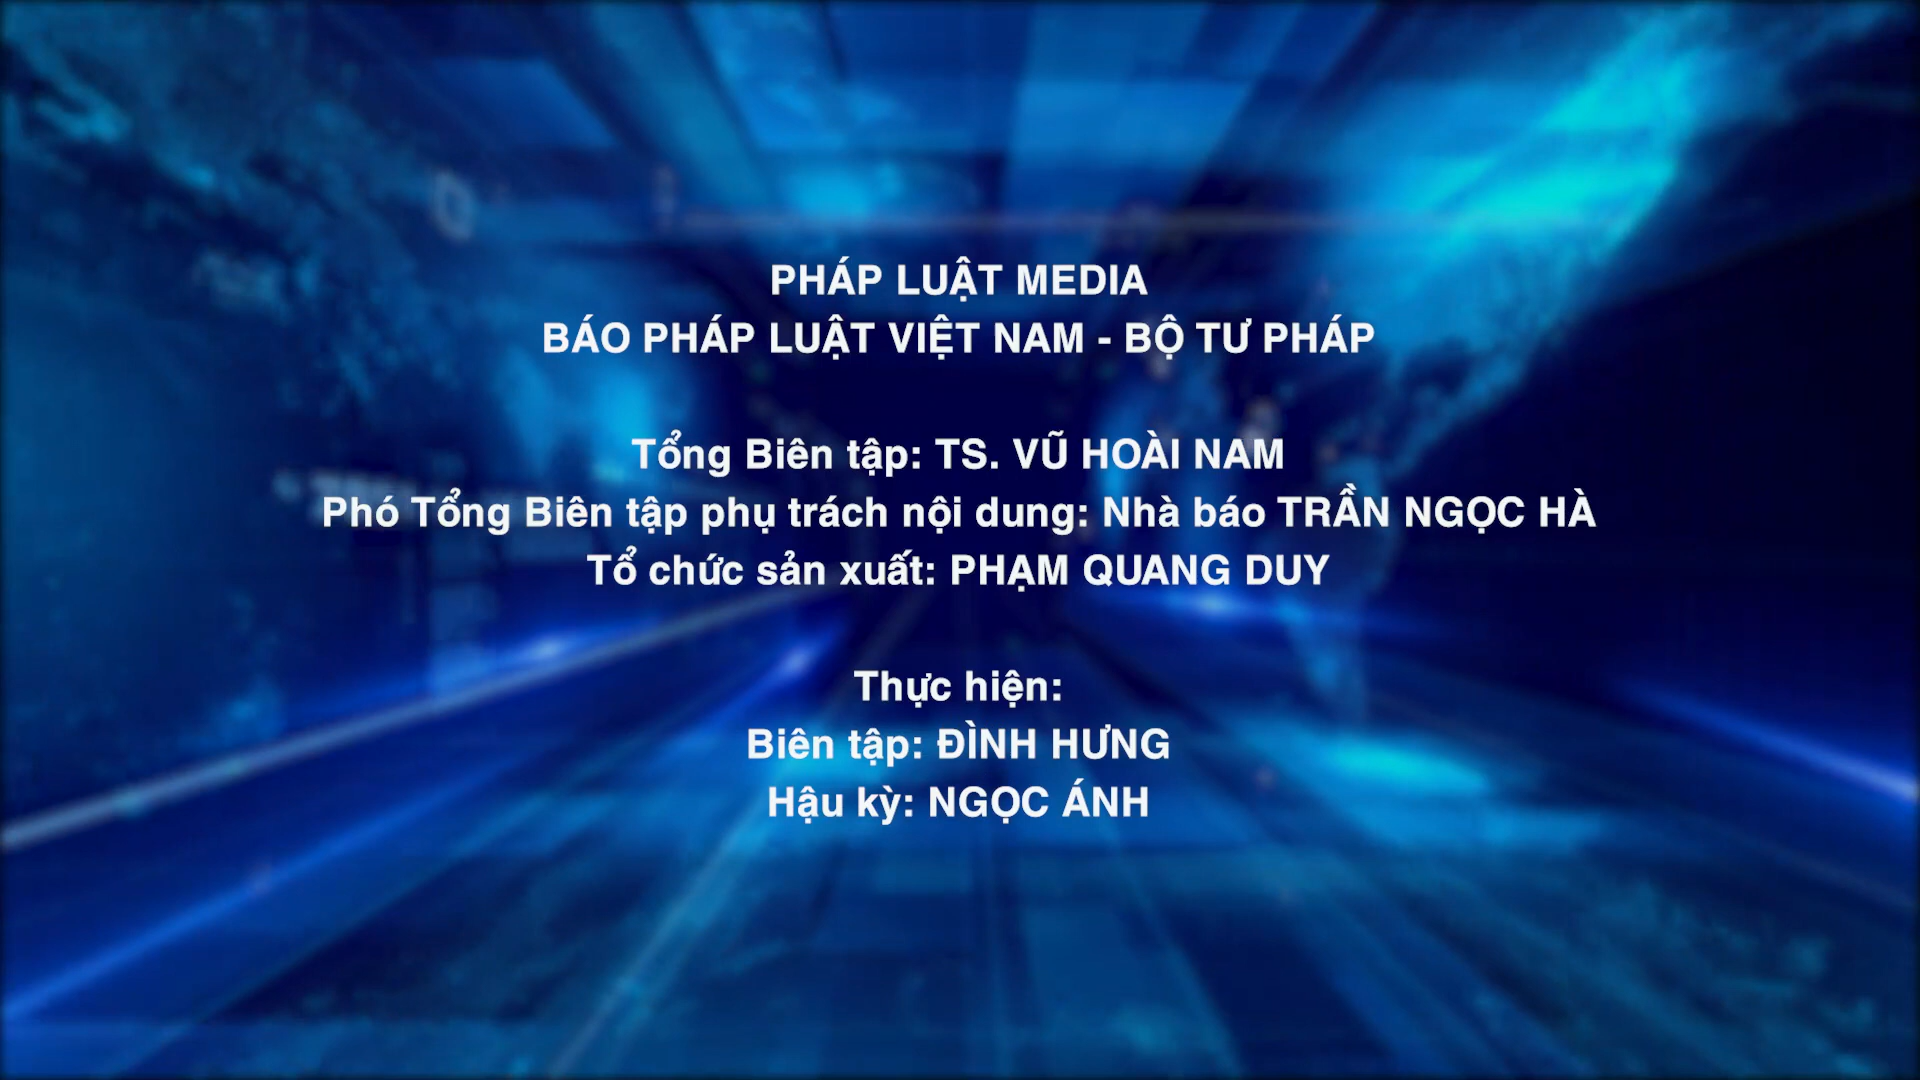 PHÁP LUẬT MEDIA
BÁO PHÁP LUẬT VIỆT NAM - BỘ TƯ PHÁP
Tổng Biên tập: TS. VŨ HOÀI NAM
Phó Tổng Biên tập phụ trách nội dung: Nhà báo TRẦN NGỌC HÀ
Tổ chức sản xuất: PHẠM QUANG DUY
Thực hiện:
Biên tập: ĐÌNH HƯNG
Hậu kỳ: NGỌC ÁNH